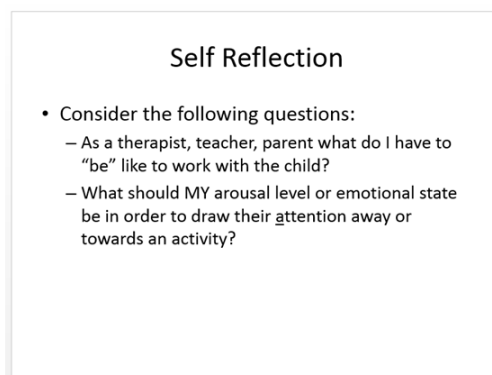 Self Reflection
• Consider the following questions:
– As a therapist, teacher, parent what do I have to
“be” like to work with the child?
– What should MY arousal level or emotional state
be in order to draw their attention away or
towards an activity?